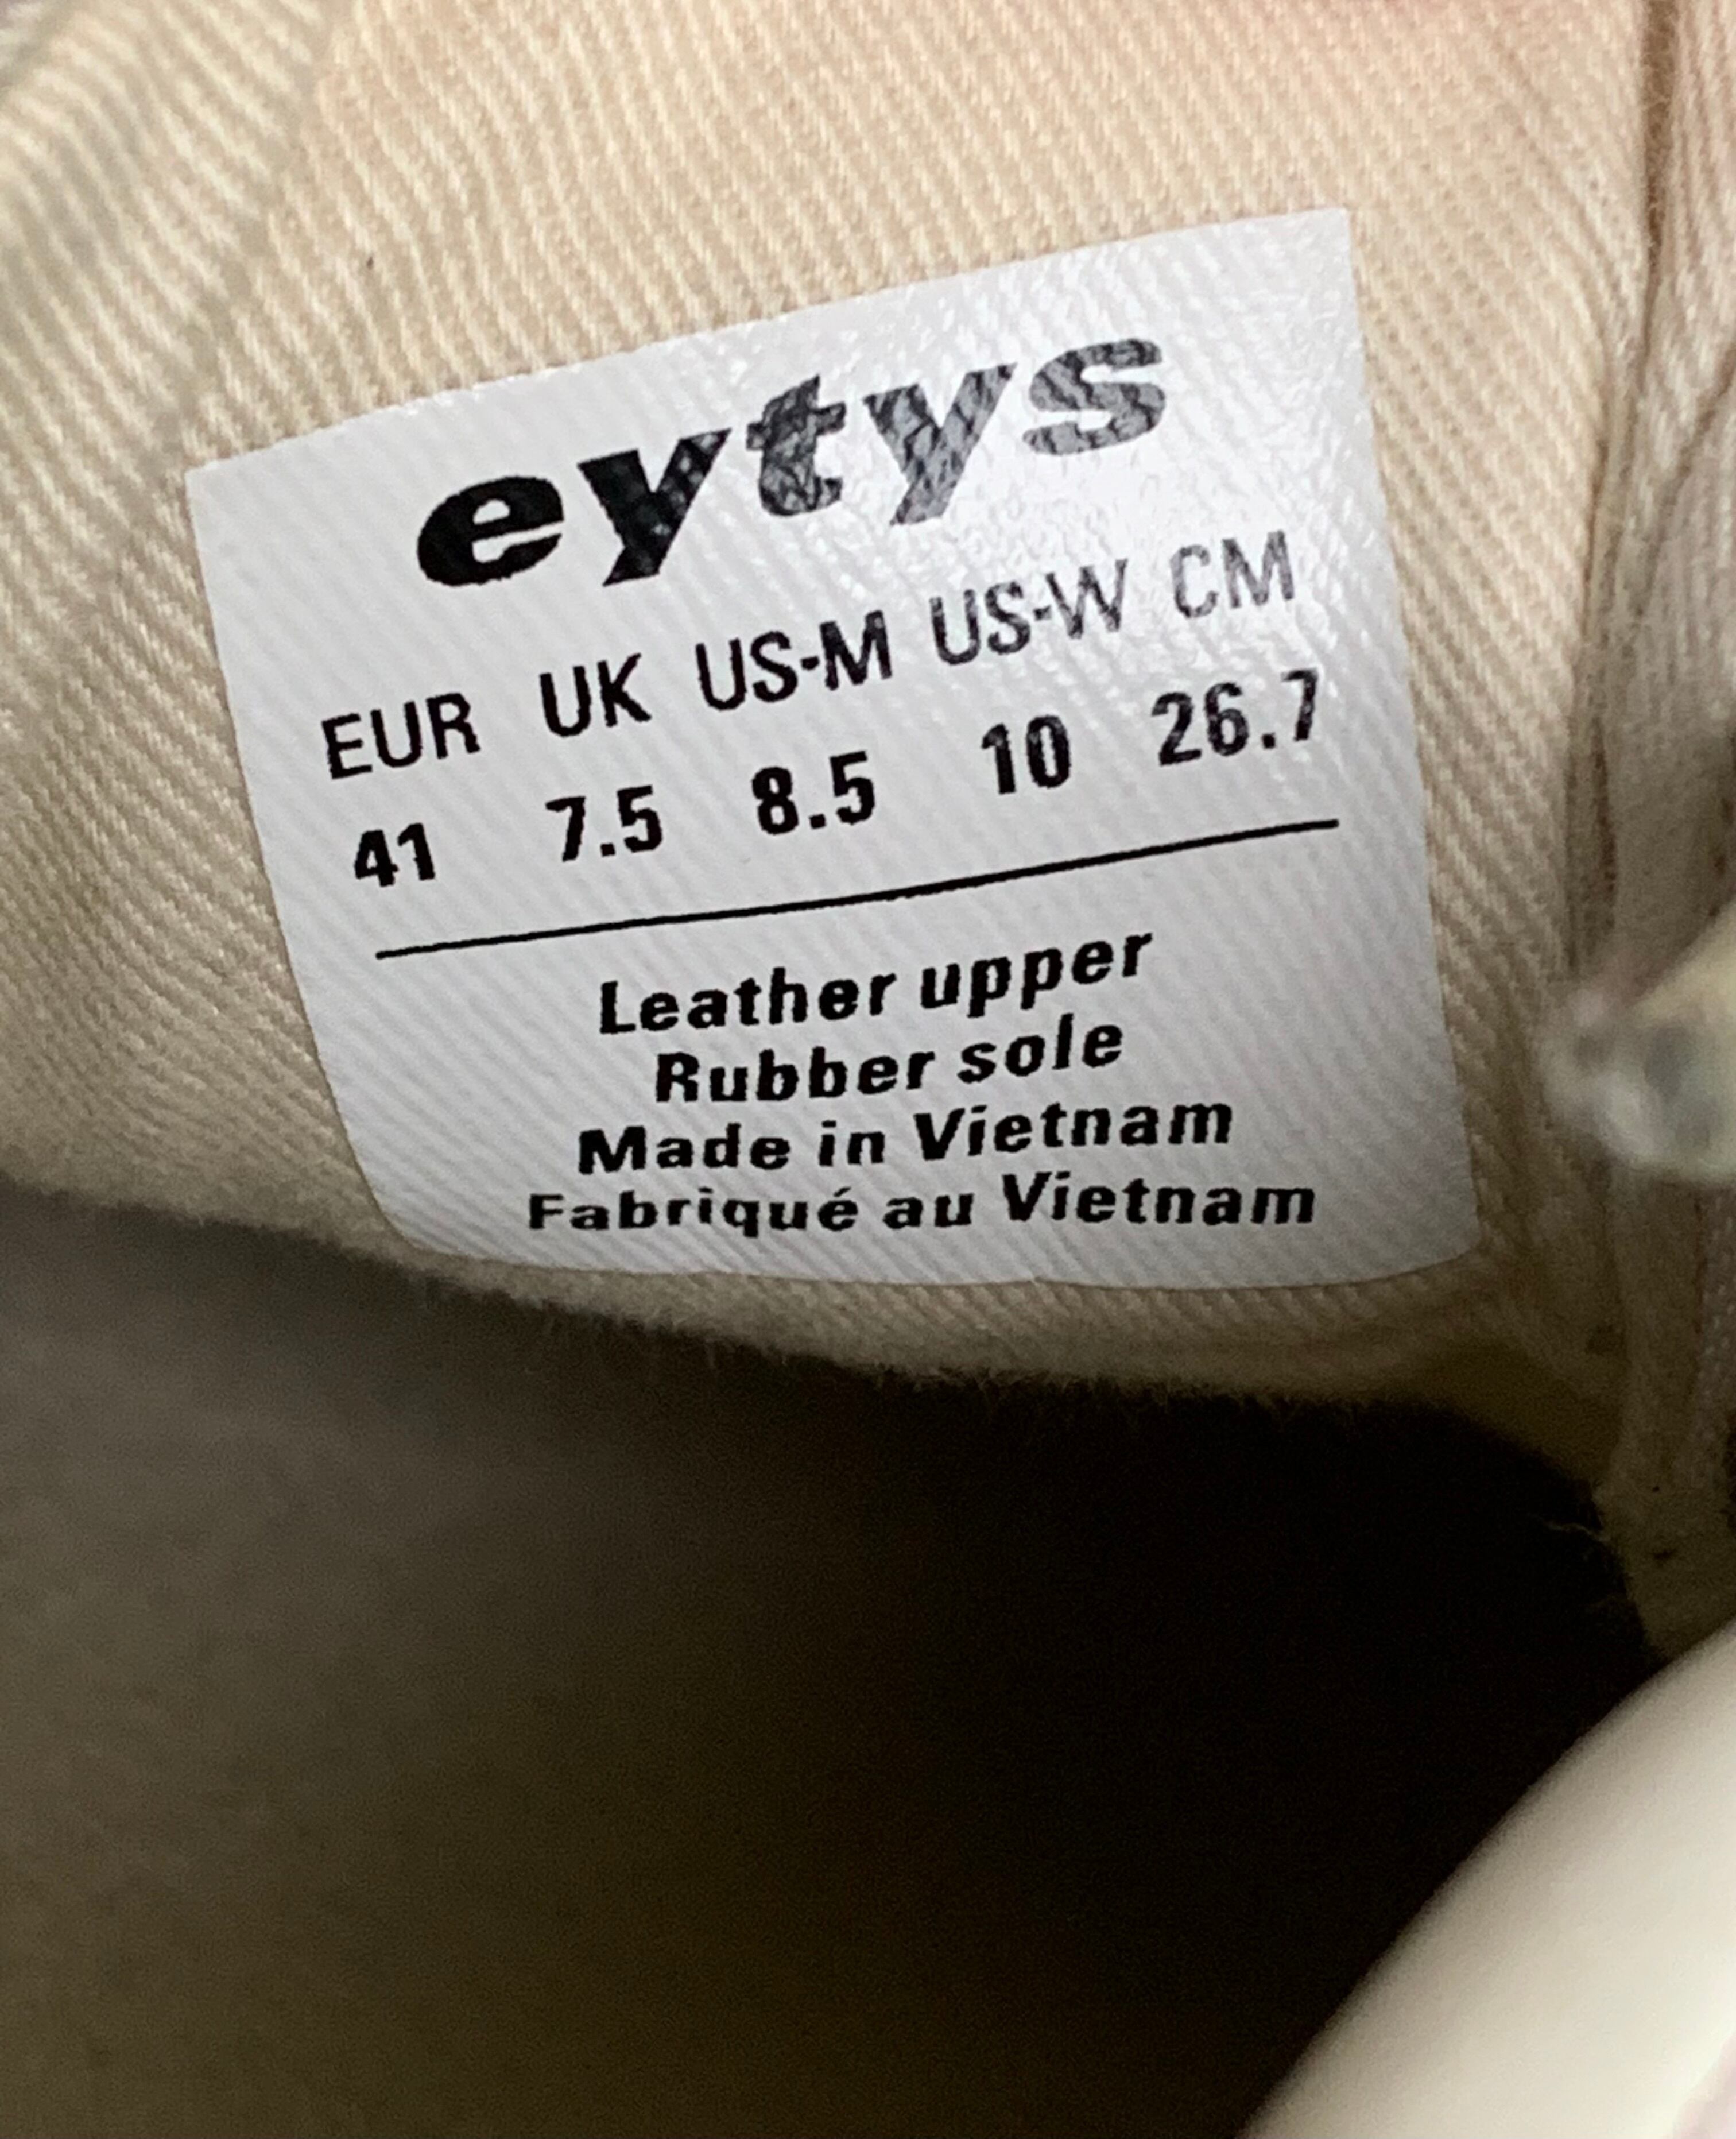 eytys
EUR UK US-M US-W CM
41 7.5 8.5 10 26.7
Leather upper
Rubber sole
Made in Vietnam
Fabriqué au Vietnam